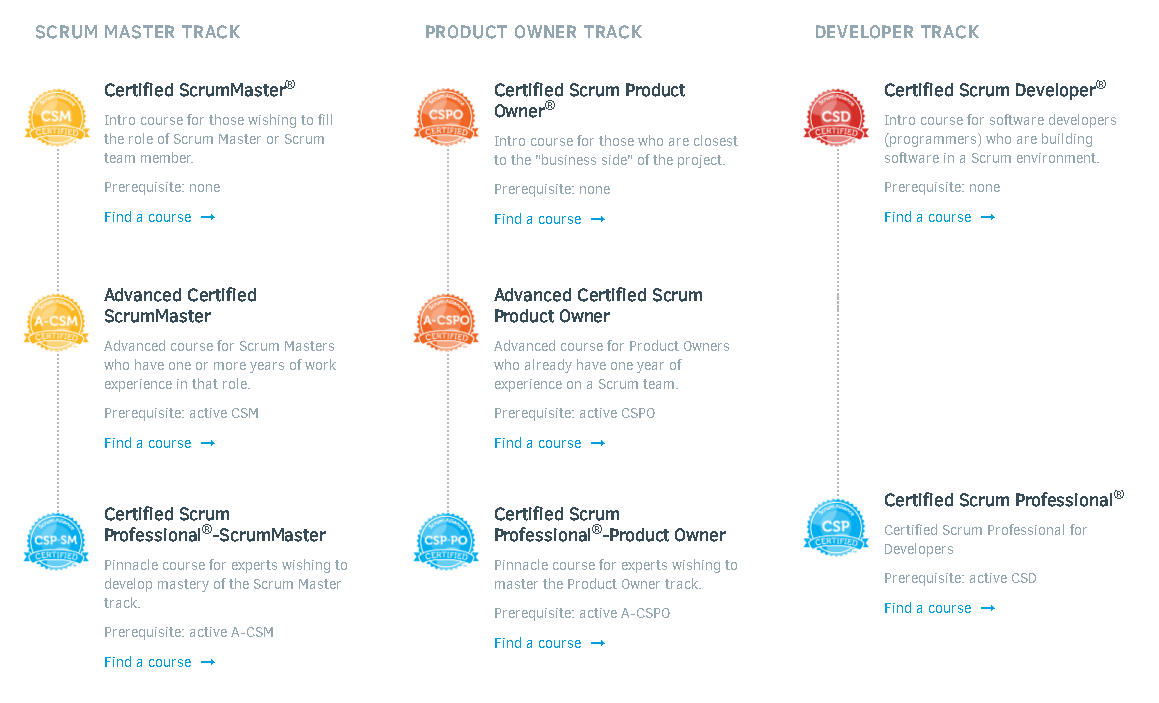 SCRUM MASTER TRACK
CSM
CERTIFIED
Certified ScrumMaster®
Intro course for those wishing to fill
the role of Scrum Master or Scrum
team member.
Prerequisite: none
Find a course →
A-CSM
CERTIFIED
Advanced Certified
ScrumMaster
Advanced course for Scrum Masters
who have one or more years of work
experience in that role.
Prerequisite: active CSM
Find a course →
CSP-SM
CERTIFIED
Certified Scrum
Professional®-ScrumMaster
Pinnacle course for experts wishing to
develop mastery of the Scrum Master
track.
Prerequisite: active A-CSM
Find a course →
PRODUCT OWNER TRACK
CSPO
CERTIFIED
Certified Scrum Product
Owner®
Intro course for those who are closest
to the "business side" of the project.
Prerequisite: none
Find a course →
A-CSPO
CERTIFIED
Advanced Certified Scrum
Product Owner
Advanced course for Product Owners
who already have one year of
experience on a Scrum team.
Prerequisite: active CSPO
Find a course →
CSP-PO
CERTIFIED
Certified Scrum
Professional®-Product Owner
Pinnacle course for experts wishing to
master the Product Owner track.
Prerequisite: active A-CSPO
Find a course →
DEVELOPER TRACK
CSD
CERTIFIED
Certified Scrum Developer®
Intro course for software developers
(programmers) who are building
software in a Scrum environment.
Prerequisite: none
Find a course →
CSP
CERTIFIED
Certified Scrum Professional®
Certified Scrum Professional for
Developers
Prerequisite: active CSD
Find a course →